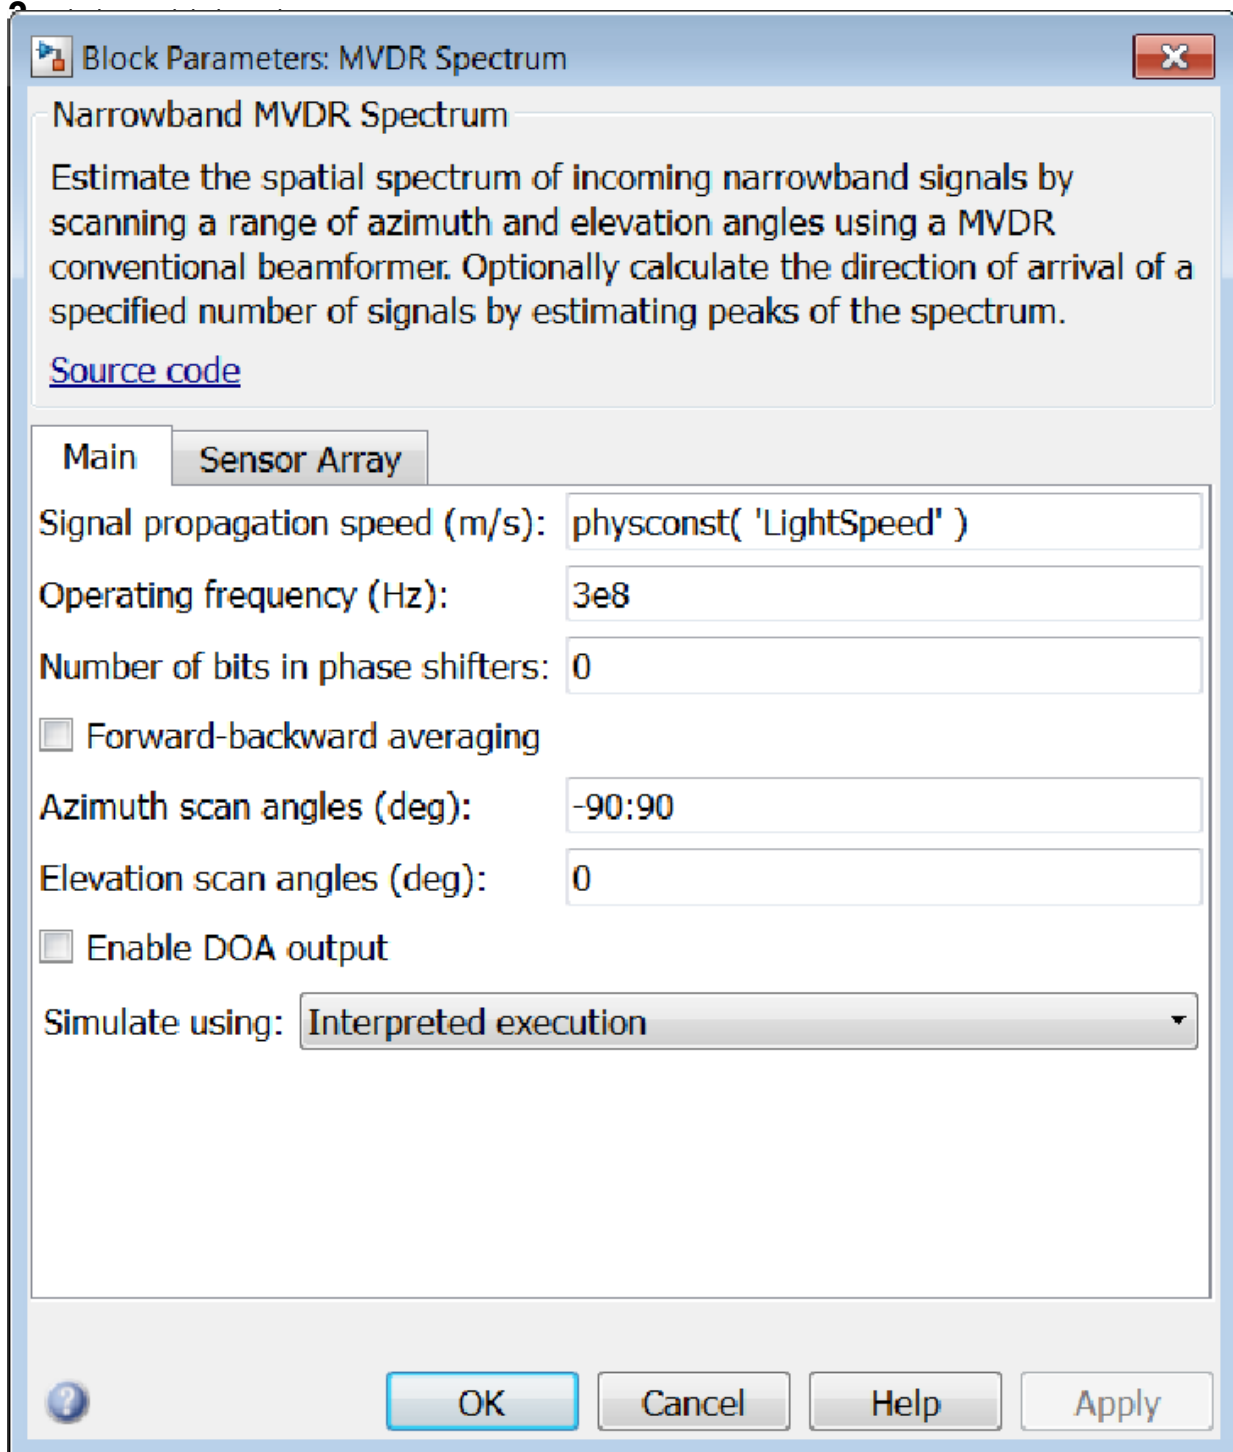 Block Parameters: MVDR Spectrum
Narrowband MVDR Spectrum
Estimate the spatial spectrum of incoming narrowband signals by
scanning a range of azimuth and elevation angles using a MVDR
conventional beamformer. Optionally calculate the direction of arrival of a
specified number of signals by estimating peaks of the spectrum.
Source code
Main Sensor Array
Signal propagation speed (m/s): physconst( 'LightSpeed' )
Operating frequency (Hz): 3e8
Number of bits in phase shifters: 0
Forward-backward averaging
Azimuth scan angles (deg): -90:90
Elevation scan angles (deg): 0
Enable DOA output
Simulate using: Interpreted execution
OK Cancel Help Apply